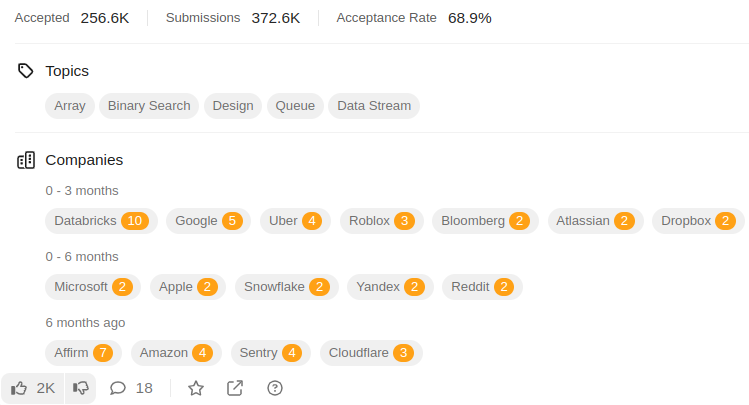 Accepted 256.6K Submissions 372.6K Acceptance Rate 68.9%
Topics
Array Binary Search Design Queue Data Stream
Companies
0 - 3 months
Databricks 10 Google 5 Uber 4 Roblox 3 Bloomberg 2 Atlassian 2 Dropbox 2
0 - 6 months
Microsoft 2 Apple 2 Snowflake 2 Yandex 2 Reddit 2
6 months ago
Affirm 7 Amazon 4 Sentry 4 Cloudflare 3
2K 18